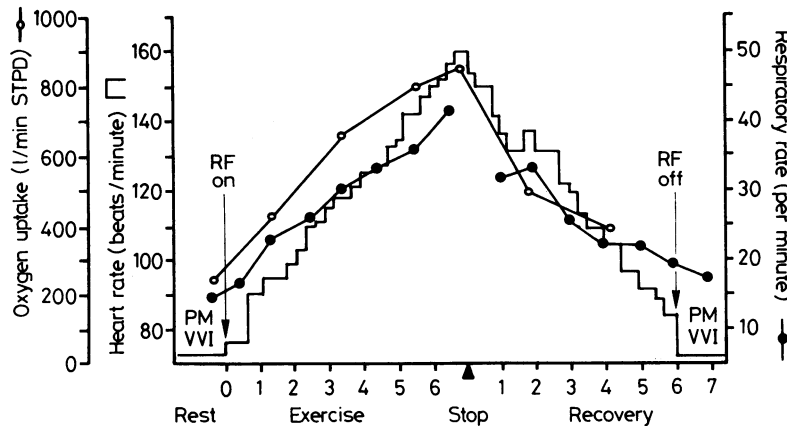 Oxygen uptake (l/min STPD)
1000
800
600
400
200
0
Heart rate (beats/minute)
160
140
120
100
80
RF
on
PM
VVI
RF
off
PM
VVI
50
40
30
20
10
Respiratory rate (per minute)
0 1 2 3 4 5 6 1 2 3 4 5 6 7
Rest Exercise Stop Recovery